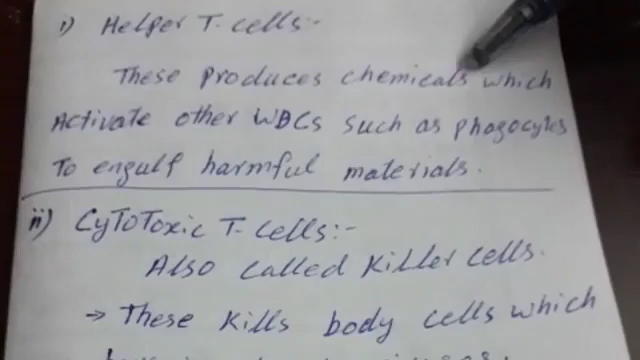 i) Helper T. cells:-
These produces chemicals which
Activate other WBCs such as phagocytes
To engulf harmful materials.
ii) CyToToxic T. cells:-
Also called Killer cells.
→ These Kills body cells which